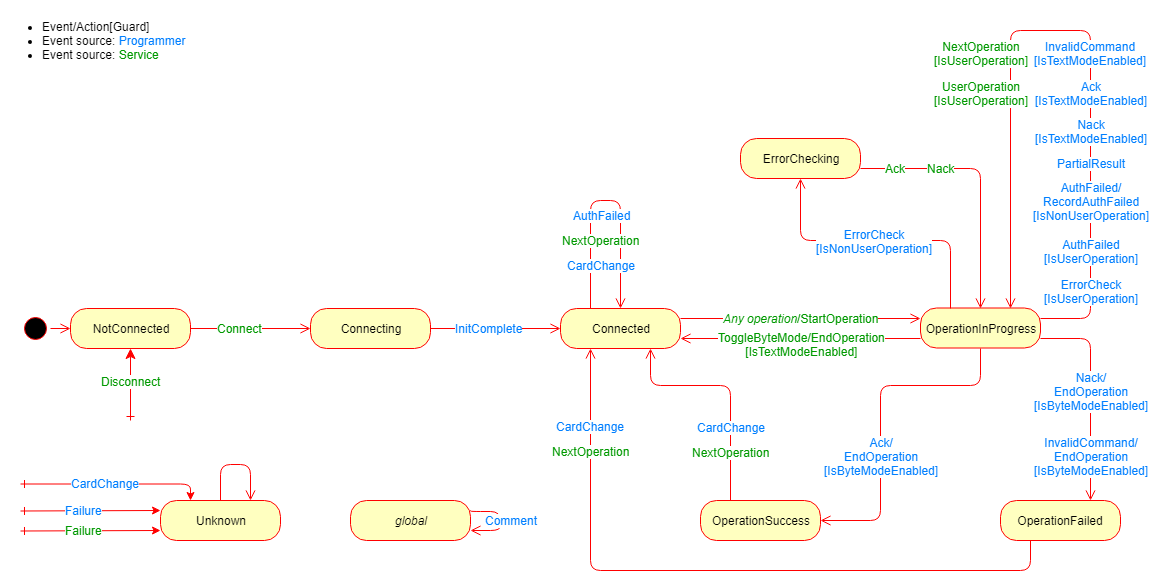 Event/Action[Guard]
Event source: Programmer
Event source: Service
NextOperation
[IsUserOperation]
UserOperation
[IsUserOperation]
InvalidCommand
[IsTextModeEnabled]
Ack
[IsTextModeEnabled]
Nack
[IsTextModeEnabled]
PartialResult
AuthFailed/
RecordAuthFailed
[IsNonUserOperation]
AuthFailed
[IsUserOperation]
ErrorCheck
[IsUserOperation]
ErrorChecking
Ack
Nack
ErrorCheck
[IsNonUserOperation]
AuthFailed
NextOperation
CardChange
NotConnected
Connect
Connecting
InitComplete
Connected
Any operation/StartOperation
ToggleByteMode/EndOperation
[IsTextModeEnabled]
OperationInProgress
Disconnect
Nack/
EndOperation
[IsByteModeEnabled]
InvalidCommand/
EndOperation
[IsByteModeEnabled]
CardChange
NextOperation
CardChange
NextOperation
Ack/
EndOperation
[IsByteModeEnabled]
CardChange
Failure
Failure
Unknown
global
Comment
OperationSuccess
OperationFailed